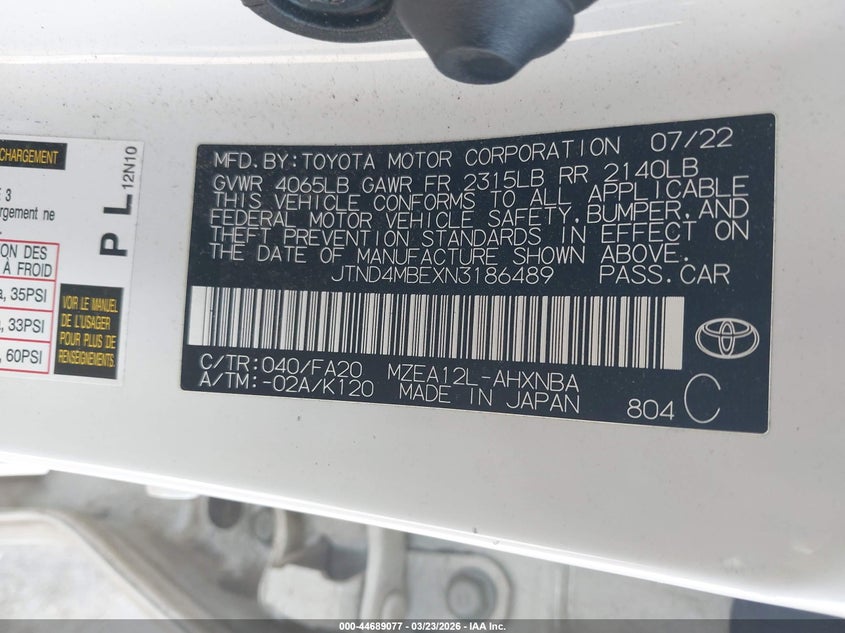 CHARGEMENT
E 3
argement ne
ION DES
À FROID
a, 35PSI
, 33PSI
, 60PSI
VOIR LE MANUEL
DE L'USAGER
POUR PLUS DE
RENSEIGNEMENTS.
P L 12N10
MFD. BY: TOYOTA MOTOR CORPORATION 07/22
GVWR 4065LB GAWR FR 2315LB RR 2140LB
THIS VEHICLE CONFORMS TO ALL APPLICABLE
FEDERAL MOTOR VEHICLE SAFETY, BUMPER, AND
THEFT PREVENTION STANDARDS IN EFFECT ON
THE DATE OF MANUFACTURE SHOWN ABOVE.
JTND4MBEXN3186489 PASS.CAR
C/TR:040/FA20 MZEA12L-AHXNBA
A/TM:-02A/K120 MADE IN JAPAN 804 C
000-44689077 - 03/23/2026 - IAA Inc.